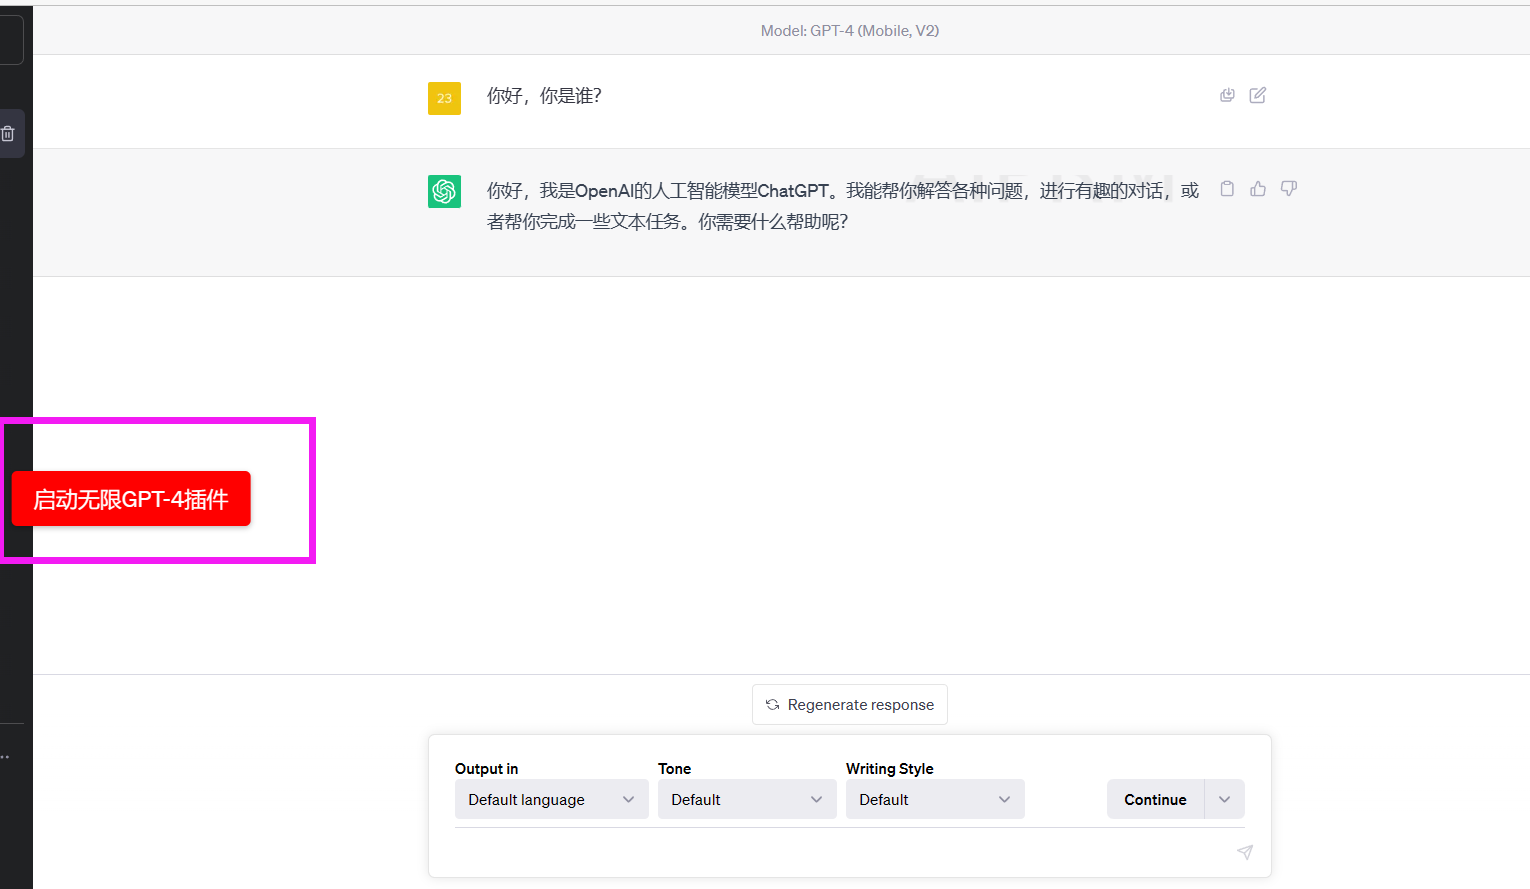 Model: GPT-4 (Mobile, V2)
23
你好，你是谁？
你好，我是OpenAI的人工智能模型ChatGPT。我能帮你解答各种问题，进行有趣的对话，或
者帮你完成一些文本任务。你需要什么帮助呢？
启动无限GPT-4插件
Regenerate response
Output in Tone Writing Style
Default language Default Default Continue